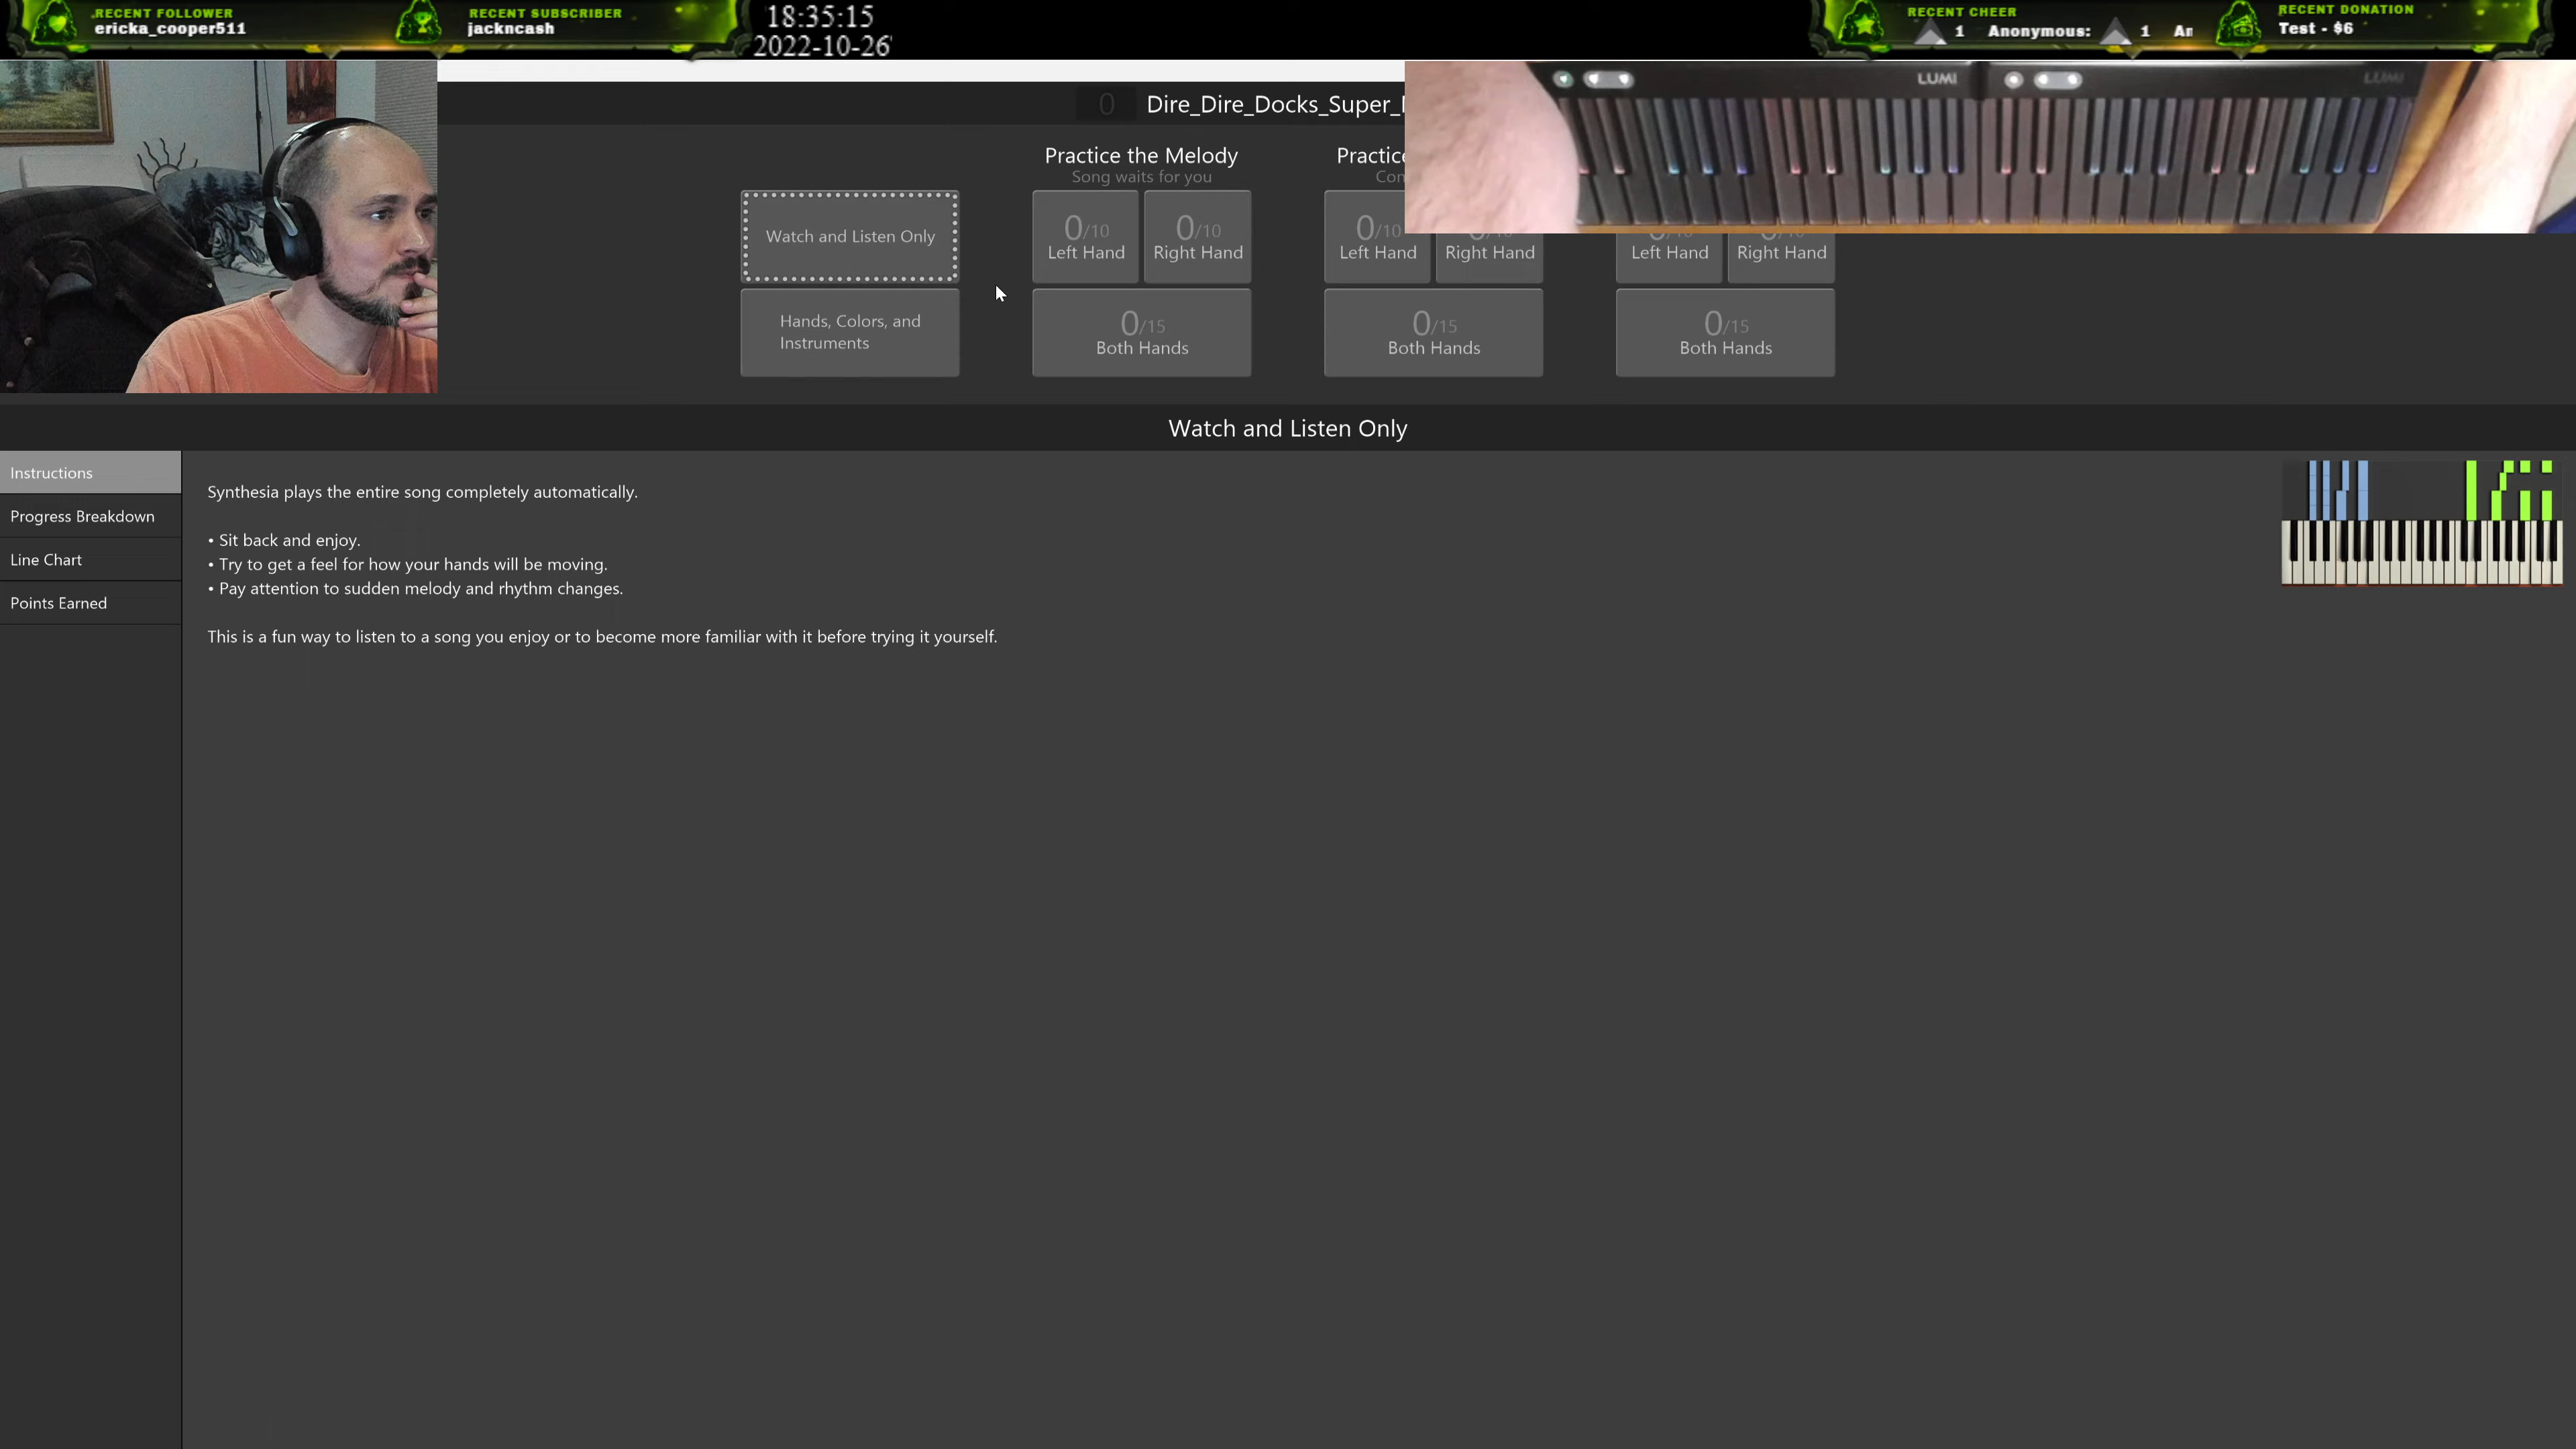 RECENT FOLLOWER
ericka_cooper511
RECENT SUBSCRIBER
jackncash
18:35:15
2022-10-26
RECENT CHEER
1 Anonymous: 1
RECENT DONATION
Test - $6
LUMI
LUMI
0 Dire_Dire_Docks_Super_
Practice the Melody
Song waits for you
Practice
Watch and Listen Only
0/10
Left Hand
0/10
Right Hand
0/10
Left Hand
Right Hand
Left Hand
Right Hand
Hands, Colors, and
Instruments
0/15
Both Hands
0/15
Both Hands
0/15
Both Hands
Watch and Listen Only
Instructions
Progress Breakdown
Line Chart
Points Earned
Synthesia plays the entire song completely automatically.
• Sit back and enjoy.
• Try to get a feel for how your hands will be moving.
• Pay attention to sudden melody and rhythm changes.
This is a fun way to listen to a song you enjoy or to become more familiar with it before trying it yourself.